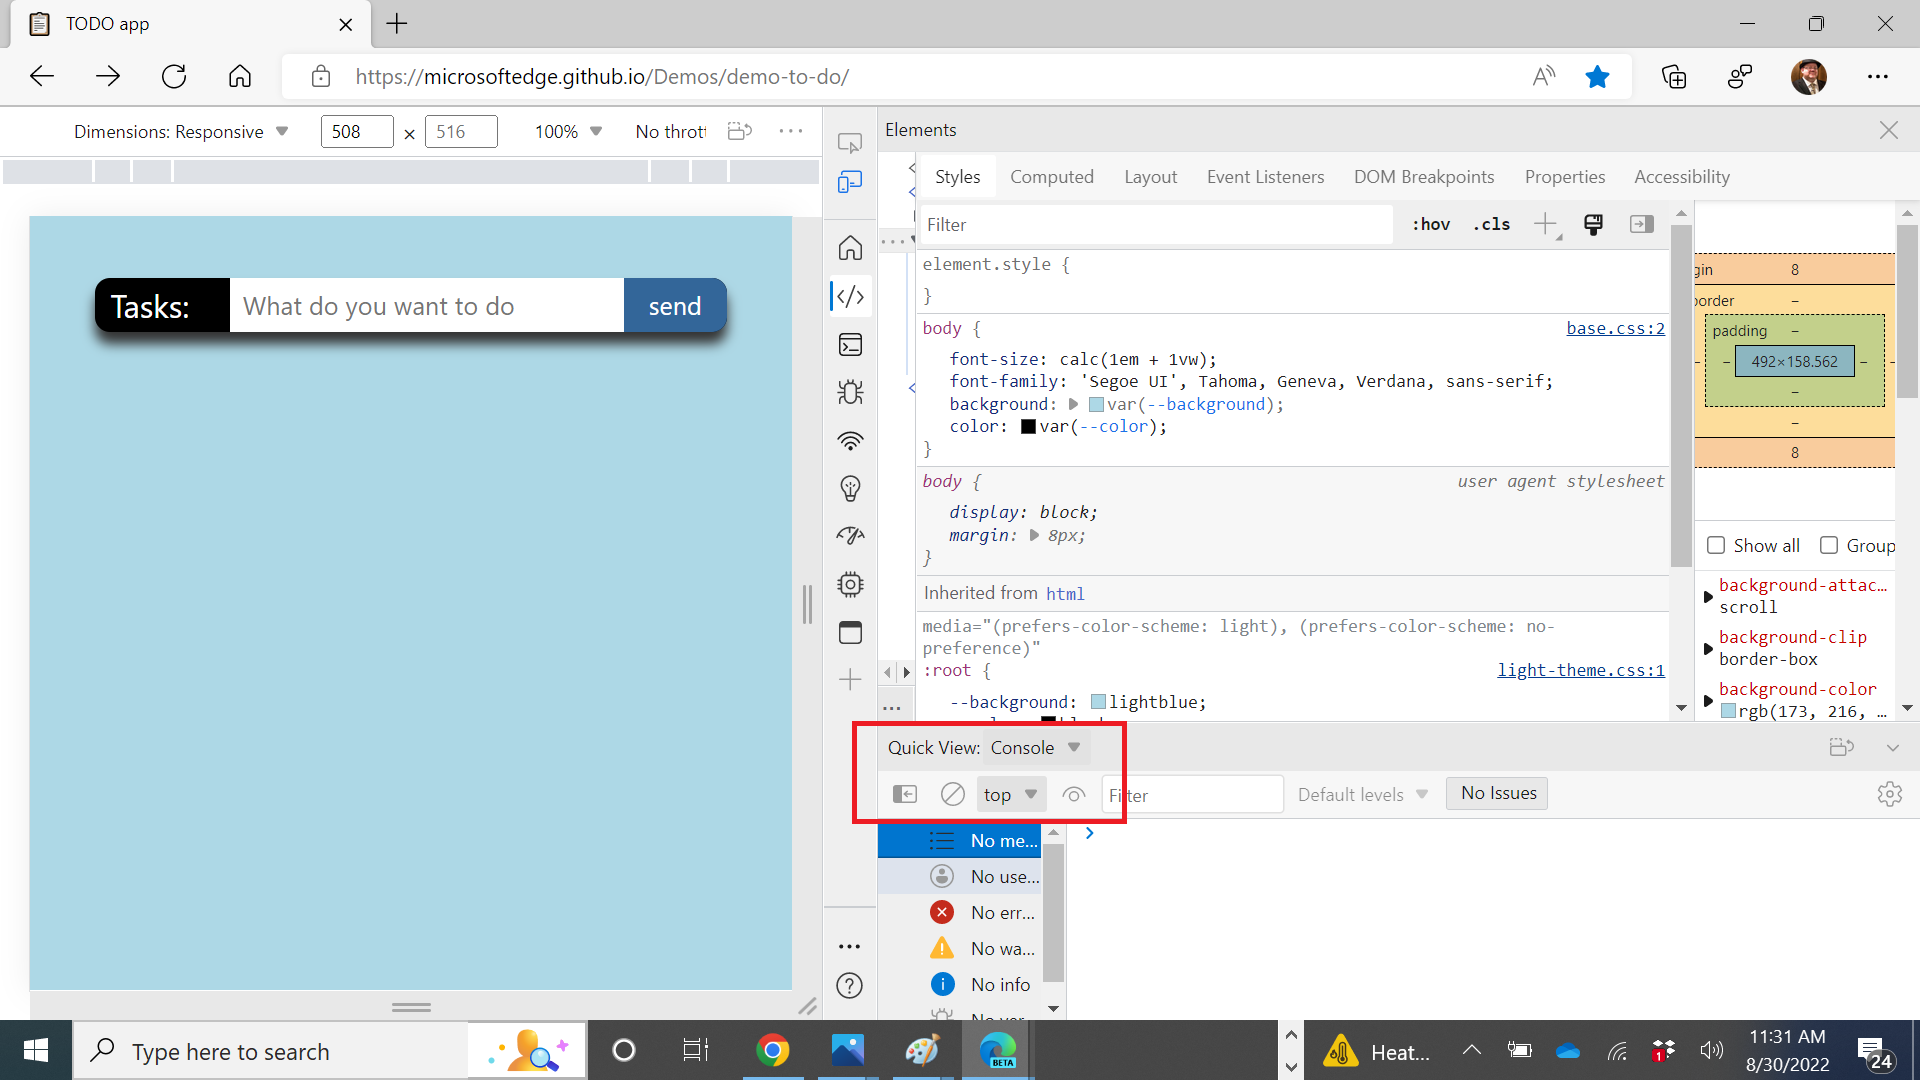 TODO app
https://microsoftedge.github.io/Demos/demo-to-do/
Dimensions: Responsive 508 × 516 100% No thrott
Tasks: What do you want to do send
Elements
Styles Computed Layout Event Listeners DOM Breakpoints Properties Accessibility
Filter :hov .cls
element.style {
}
body { base.css:2
font-size: calc(1em + 1vw);
font-family: 'Segoe UI', Tahoma, Geneva, Verdana, sans-serif;
background: var(--background);
color: var(--color);
}
body { user agent stylesheet
display: block;
margin: 8px;
}
Inherited from html
media="(prefers-color-scheme: light), (prefers-color-scheme: no-
preference)"
:root { light-theme.css:1
--background: lightblue;
8
border –
padding –
– – 492×158.562 – –
–
–
8
Show all Group
background-attac...
scroll
background-clip
border-box
background-color
rgb(173, 216, ...
Quick View: Console
top Filter Default levels No Issues
No me...
No use...
No err...
No wa...
No info
Type here to search
BETA
Heat...
1
11:31 AM
8/30/2022
24